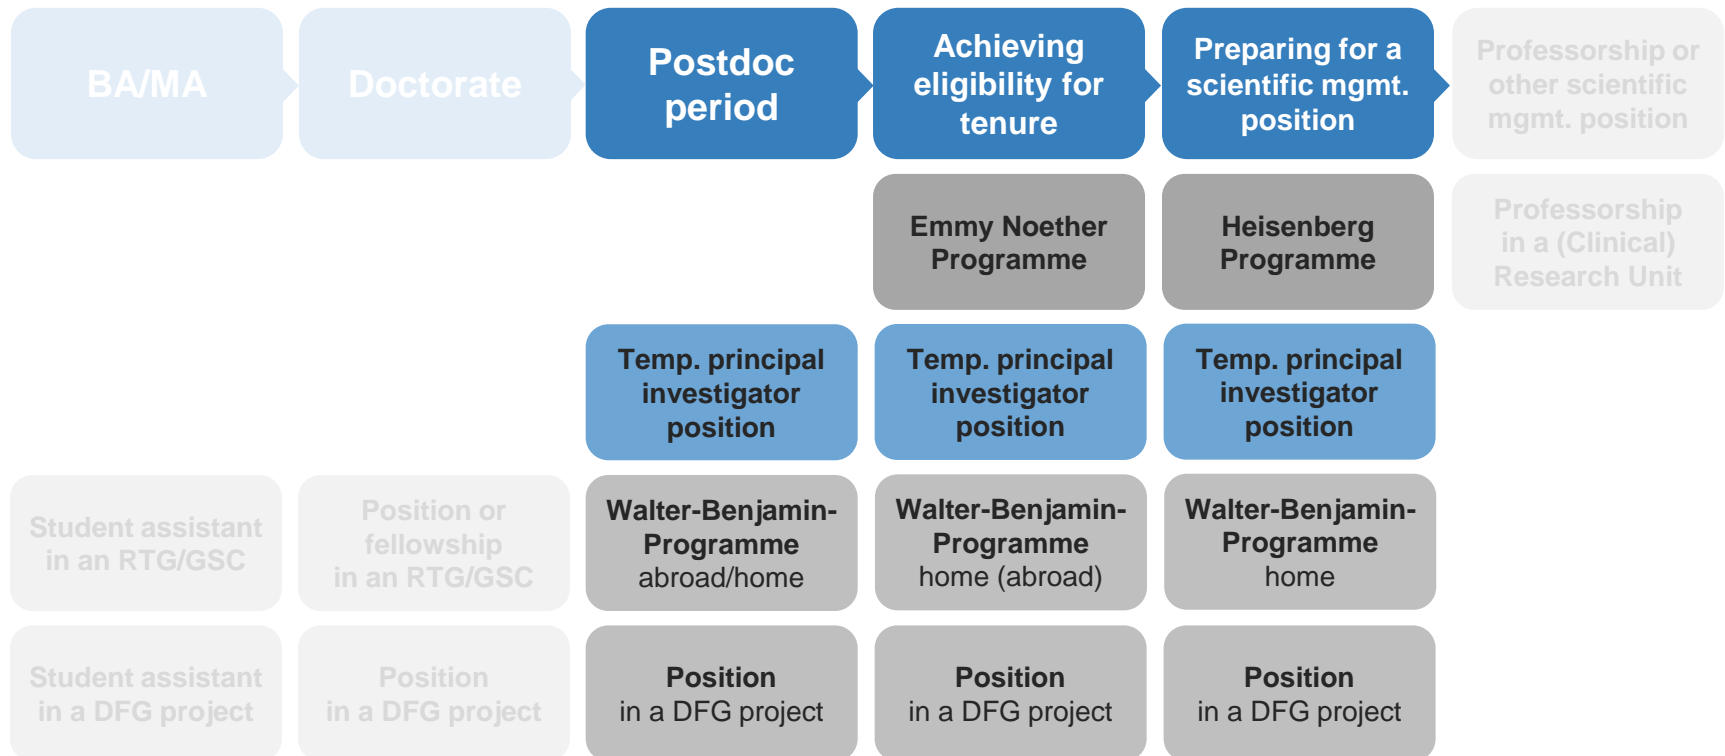 BA/MA
Doctorate
Postdoc
period
Achieving
eligibility for
tenure
Preparing for a
scientific mgmt.
position
Professorship or
other scientific
mgmt. position
Emmy Noether
Programme
Heisenberg
Programme
Professorship
in a (Clinical)
Research Unit
Temp. principal
investigator
position
Temp. principal
investigator
position
Temp. principal
investigator
position
Student assistant
in an RTG/GSC
Position or
fellowship
in an RTG/GSC
Walter-Benjamin-
Programme
abroad/home
Walter-Benjamin-
Programme
home (abroad)
Walter-Benjamin-
Programme
home
Student assistant
in a DFG project
Position
in a DFG project
Position
in a DFG project
Position
in a DFG project
Position
in a DFG project